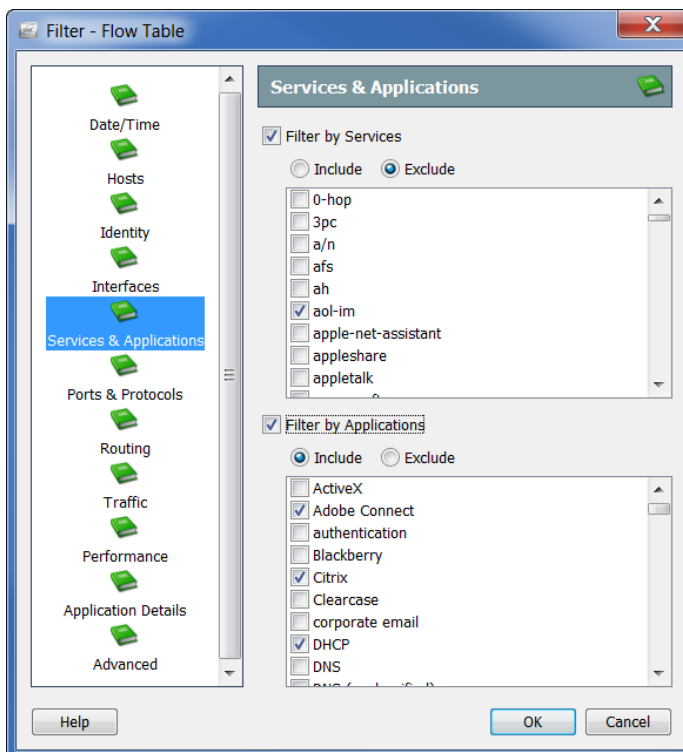 Filter - Flow Table
Date/Time
Hosts
Identity
Interfaces
Services & Applications
Ports & Protocols
Routing
Traffic
Performance
Application Details
Advanced
Services & Applications
Filter by Services
Include Exclude
0-hop
3pc
a/n
afs
ah
aol-im
apple-net-assistant
appleshare
appletalk
Filter by Applications
Include Exclude
ActiveX
Adobe Connect
authentication
Blackberry
Citrix
Clearcase
corporate email
DHCP
DNS
Help OK Cancel